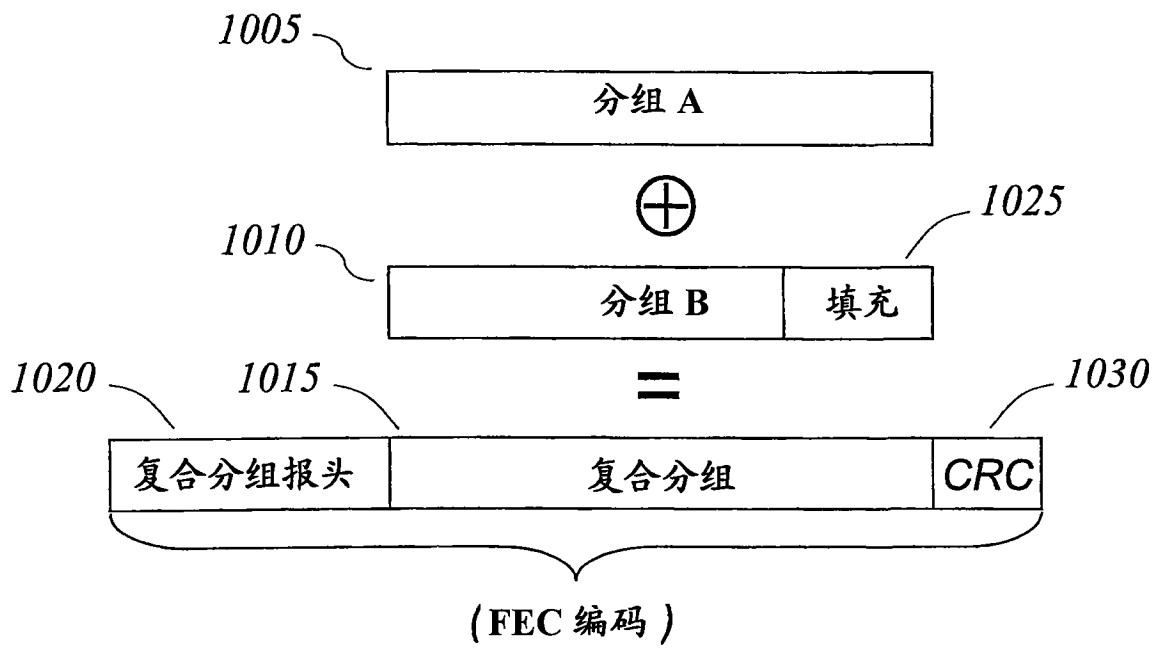 1005
分组 A
⊕
1025
1010
分组 B
填充
=
1020
1015
1030
复合分组报头
复合分组
CRC
(FEC 编码)